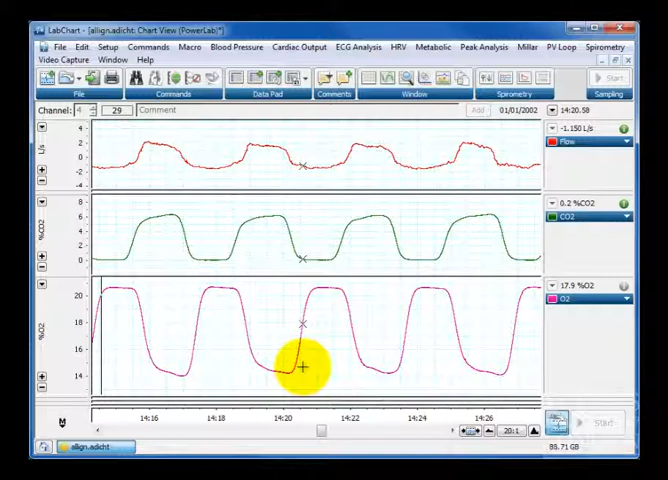 LabChart - [allign.adicht: Chart View (PowerLab)*]
File Edit Setup Commands Macro Blood Pressure Cardiac Output ECG Analysis HRV Metabolic Peak Analysis Millar PV Loop Spirometry
Video Capture Window Help
Start
File Commands Data Pad Comments Window Spirometry Sampling
Channel: 4 29 Comment Add 01/01/2002 14:20.58
4
2
0
-2
-4
L/s
-1.150 L/s
Flow
8
6
4
2
0
%CO2
0.2 %CO2
CO2
20
18
16
14
%O2
17.9 %O2
O2
14:16 14:18 14:20 14:22 14:24 14:26
M
20:1
Start
allign.adicht